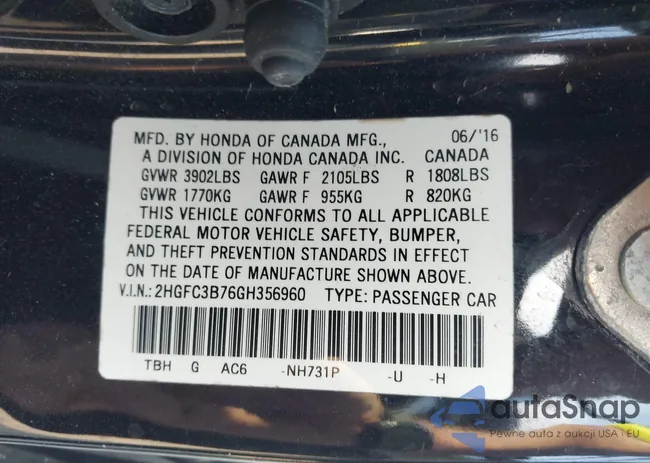 MFD. BY HONDA OF CANADA MFG., 06/'16
A DIVISION OF HONDA CANADA INC. CANADA
GVWR 3902LBS GAWR F 2105LBS R 1808LBS
GVWR 1770KG GAWR F 955KG R 820KG
THIS VEHICLE CONFORMS TO ALL APPLICABLE
FEDERAL MOTOR VEHICLE SAFETY, BUMPER,
AND THEFT PREVENTION STANDARDS IN EFFECT
ON THE DATE OF MANUFACTURE SHOWN ABOVE.
V.I.N.: 2HGFC3B76GH356960 TYPE: PASSENGER CAR
TBH G AC6 -NH731P -U -H
autaSnap
Pewne auta z aukcji USA i EU